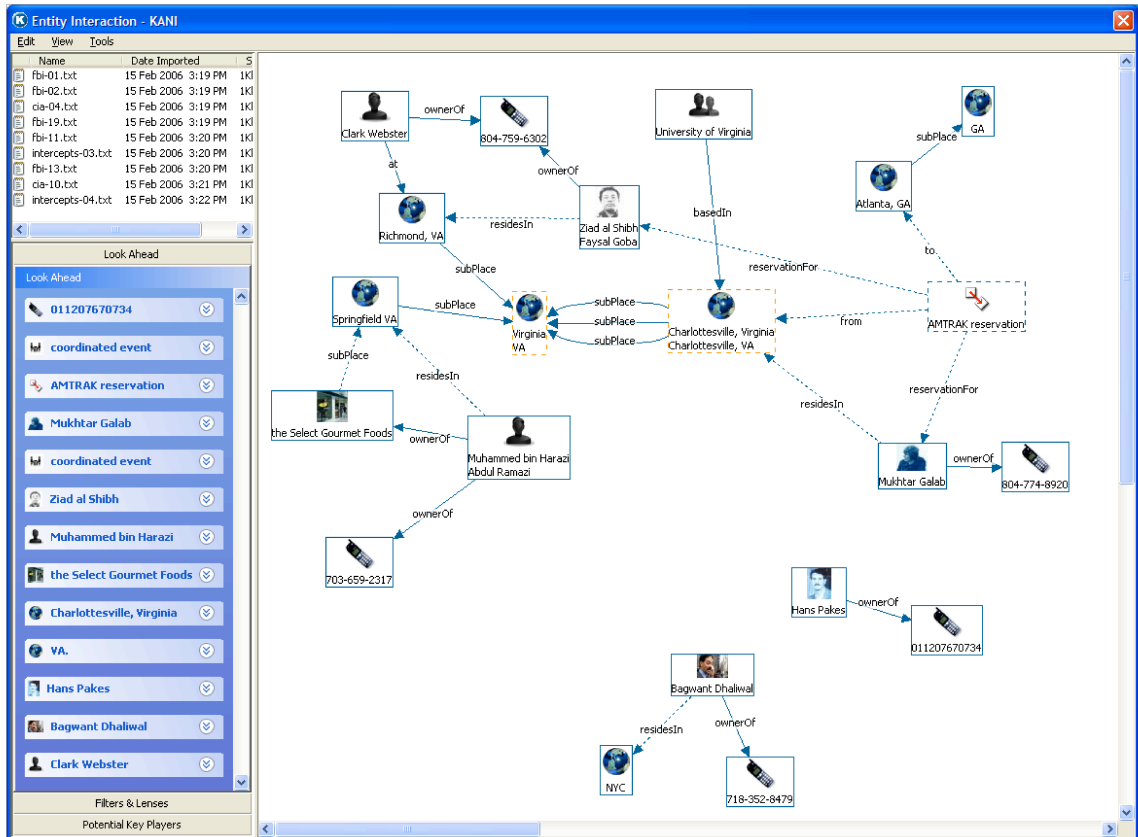 Entity Interaction - KANI
Edit View Tools
Name Date Imported S
fbi-01.txt 15 Feb 2006 3:19 PM 1Kl
fbi-02.txt 15 Feb 2006 3:19 PM 1Kl
cia-04.txt 15 Feb 2006 3:19 PM 1Kl
fbi-19.txt 15 Feb 2006 3:19 PM 1Kl
fbi-11.txt 15 Feb 2006 3:20 PM 1Kl
intercepts-03.txt 15 Feb 2006 3:20 PM 1Kl
fbi-13.txt 15 Feb 2006 3:20 PM 1Kl
cia-10.txt 15 Feb 2006 3:21 PM 1Kl
intercepts-04.txt 15 Feb 2006 3:22 PM 1Kl
Look Ahead
Look Ahead
011207670734
coordinated event
AMTRAK reservation
Mukhtar Galab
coordinated event
Ziad al Shibh
Muhammed bin Harazi
the Select Gourmet Foods
Charlottesville, Virginia
VA.
Hans Pakes
Bagwant Dhaliwal
Clark Webster
Filters & Lenses
Potential Key Players
Clark Webster
ownerOf
804-759-6302
University of Virginia
GA
subPlace
at
ownerOf
Atlanta, GA
Richmond, VA
residesIn
Ziad al Shibh
Faysal Goba
basedIn
to
subPlace
reservationFor
Springfield VA
subPlace
Virginia
VA
subPlace
subPlace
subPlace
Charlottesville, Virginia
Charlottesville, VA
from
AMTRAK reservation
subPlace
residesIn
reservationFor
residesIn
the Select Gourmet Foods
ownerOf
Muhammed bin Harazi
Abdul Ramazi
Mukhtar Galab
ownerOf
804-774-8920
ownerOf
703-659-2317
Hans Pakes
ownerOf
011207670734
Bagwant Dhaliwal
residesIn
ownerOf
NYC
718-352-8479